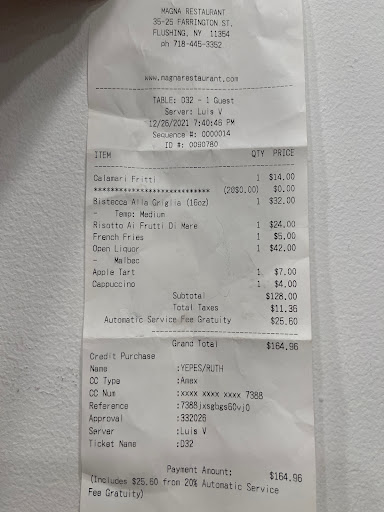 MAGNA RESTAURANT
35-25 FARRINGTON ST.
FLUSHING, NY 11354
ph 718-445-3352
www.magnarestaurant.com
TABLE: D32 - 1 Guest
Server: Luis V
12/26/2021 7:40:46 PM
Sequence #: 0000014
ID #: 0090780
ITEM QTY PRICE
Calamari Fritti 1 $14.00
**************************** (20$0.00) $0.00
Bistecca Alla Griglia (16oz) 1 $32.00
- Temp: Medium
Risotto Ai Frutti Di Mare 1 $24.00
French Fries 1 $5.00
Open Liquor 1 $42.00
- Malbec
Apple Tart 1 $7.00
Cappuccino 1 $4.00
Subtotal $128.00
Total Taxes $11.36
Automatic Service Fee Gratuity $25.60
Grand Total $164.96
Credit Purchase
Name :YEPES/RUTH
CC Type :Amex
CC Num :xxxx xxxx xxxx 7388
Reference :7388jxsgbgs60vj0
Approval :332026
Server :Luis V
Ticket Name :D32
Payment Amount: $164.96
(Includes $25.60 from 20% Automatic Service
Fee Gratuity)